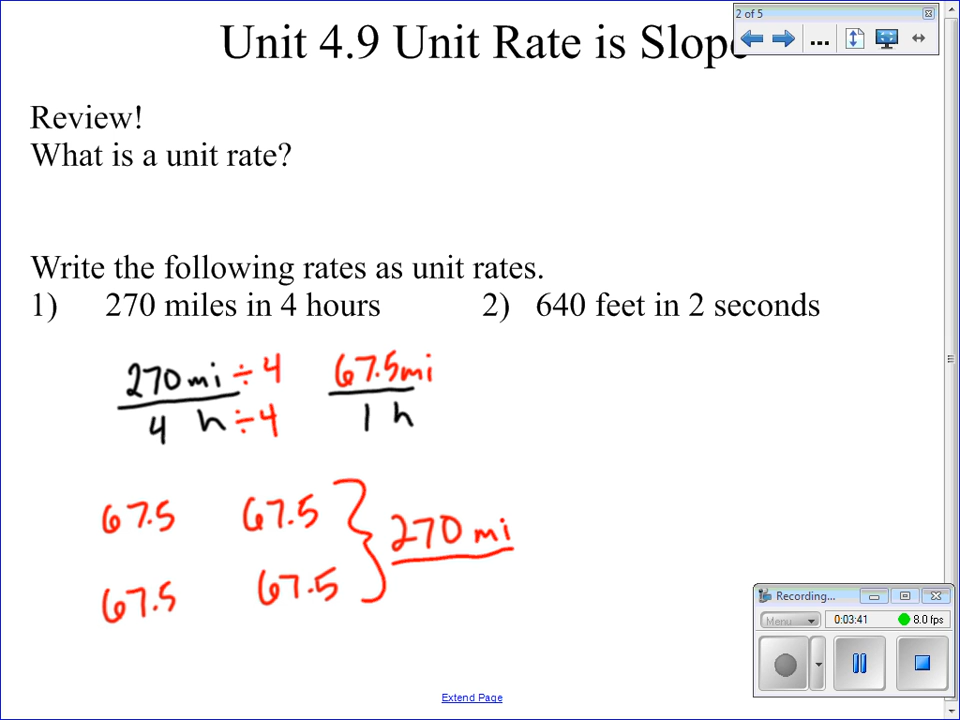 Unit 4.9 Unit Rate is Slope
2 of 5
Review!
What is a unit rate?
Write the following rates as unit rates.
1) 270 miles in 4 hours 2) 640 feet in 2 seconds
270 mi ÷ 4 67.5 mi
4 h ÷ 4 1 h
67.5 67.5
270 mi
67.5 67.5
Recording...
Menu 0:03:41 8.0 fps
Extend Page